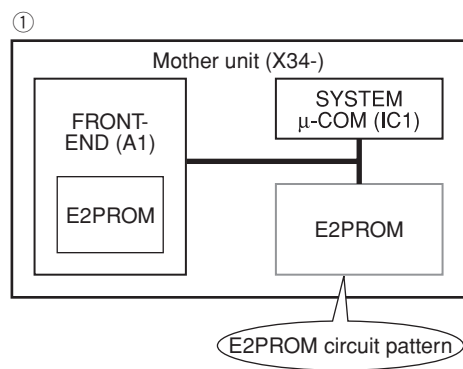 ①
Mother unit (X34-)
FRONT-
END (A1)
E2PROM
SYSTEM
μ-COM (IC1)
E2PROM
E2PROM circuit pattern